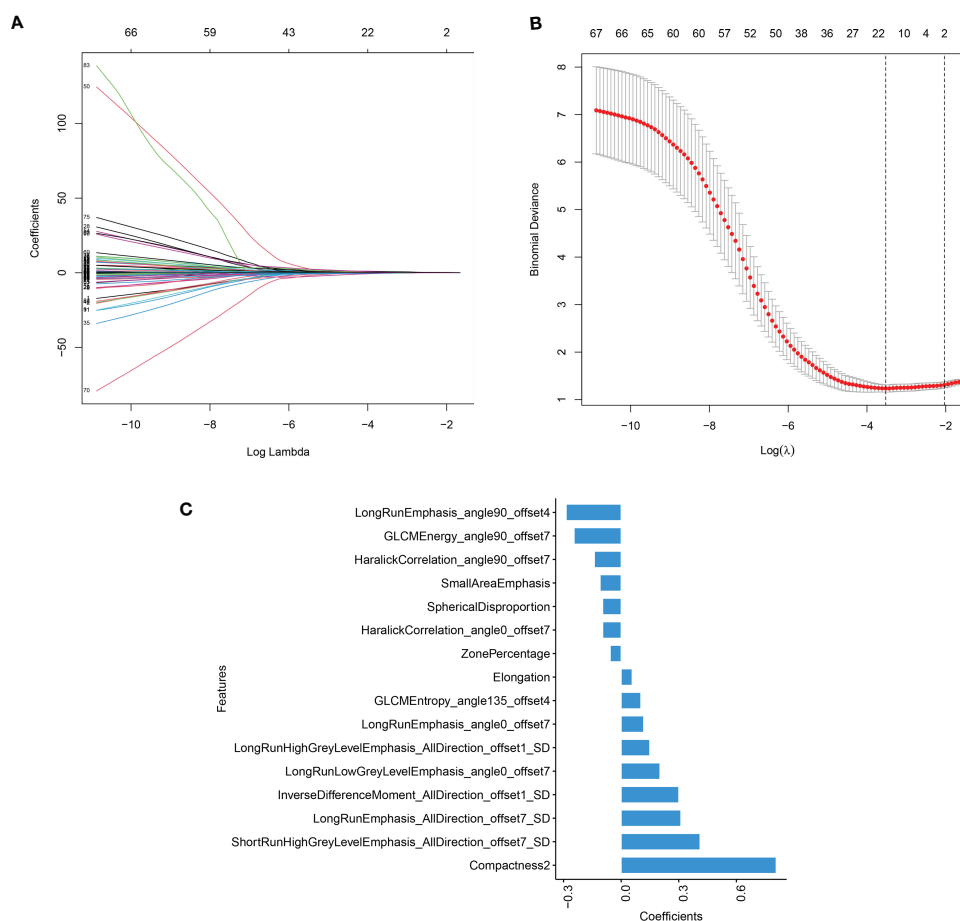 A
66 59 43 22 2
83
50
75
35
70
Coefficients
100
50
0
−50
−10 −8 −6 −4 −2
Log Lambda
B
67 66 65 60 60 57 52 50 38 36 27 22 10 4 2
Binomial Deviance
8
7
6
5
4
3
2
1
−10 −8 −6 −4 −2
Log(λ)
C
Features
LongRunEmphasis_angle90_offset4
GLCMEnergy_angle90_offset7
HaralickCorrelation_angle90_offset7
SmallAreaEmphasis
SphericalDisproportion
HaralickCorrelation_angle0_offset7
ZonePercentage
Elongation
GLCMEntropy_angle135_offset4
LongRunEmphasis_angle0_offset7
LongRunHighGreyLevelEmphasis_AllDirection_offset1_SD
LongRunLowGreyLevelEmphasis_angle0_offset7
InverseDifferenceMoment_AllDirection_offset1_SD
LongRunEmphasis_AllDirection_offset7_SD
ShortRunHighGreyLevelEmphasis_AllDirection_offset7_SD
Compactness2
−0.3 0.0 0.3 0.6
Coefficients